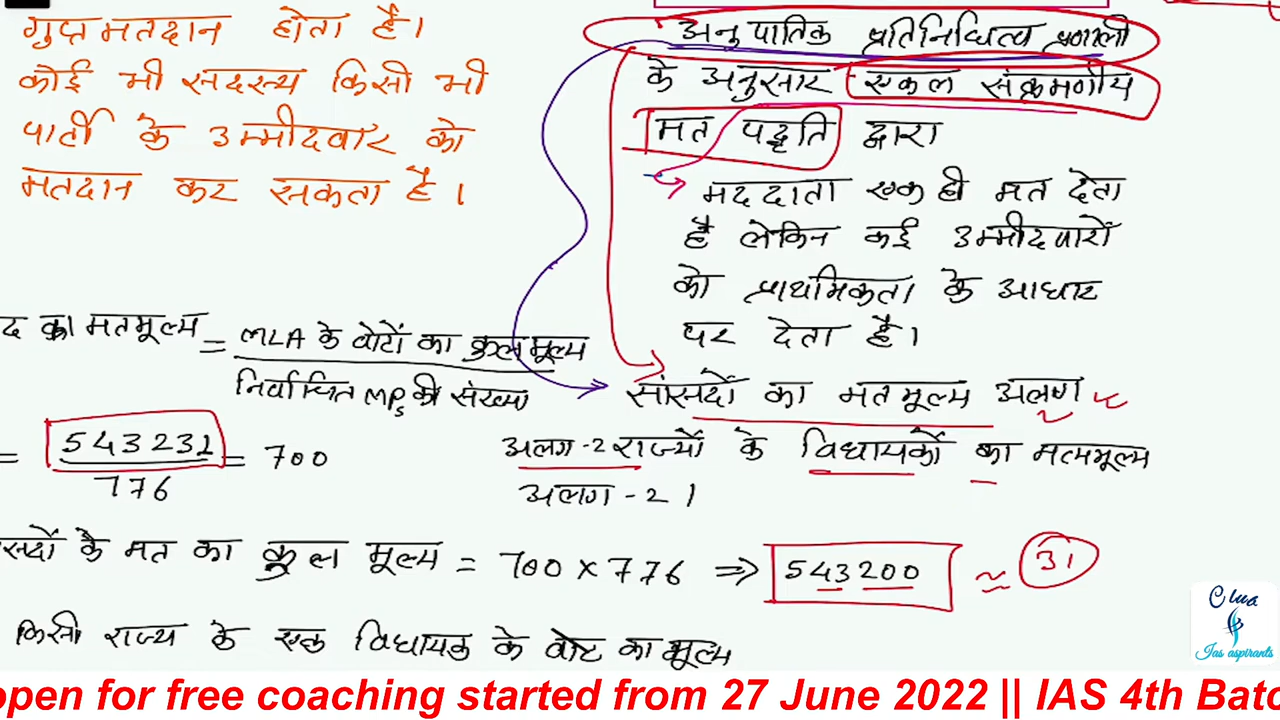 गुप्त मतदान होता है।
कोई भी सदस्य किसी भी
पार्टी के उम्मीदवार को
मतदान कर सकता है।
अनुपातिक प्रतिनिधित्व प्रणाली
के अनुसार एकल संक्रमणीय
मत पद्धति द्वारा
मददाता एक ही मत देता
है लेकिन कई उम्मीदवारों
को प्राथमिकता के आधार
पर देता है।
सांसदों का मतमूल्य अलग
अलग-2 राज्यों के विधायकों का मतमूल्य
अलग-2।
द का मतमूल्य = MLA के वोटों का कुल मूल्य
निर्वाचित MPs की संख्या
= 543231 = 700
776
सदों के मत का कुल मूल्य = 700 × 776 ⇒ 543200 ≈ 31
किसी राज्य के एक विधायक के वोट का मूल्य
Clua
Ias aspirants
open for free coaching started from 27 June 2022 || IAS 4th Batc